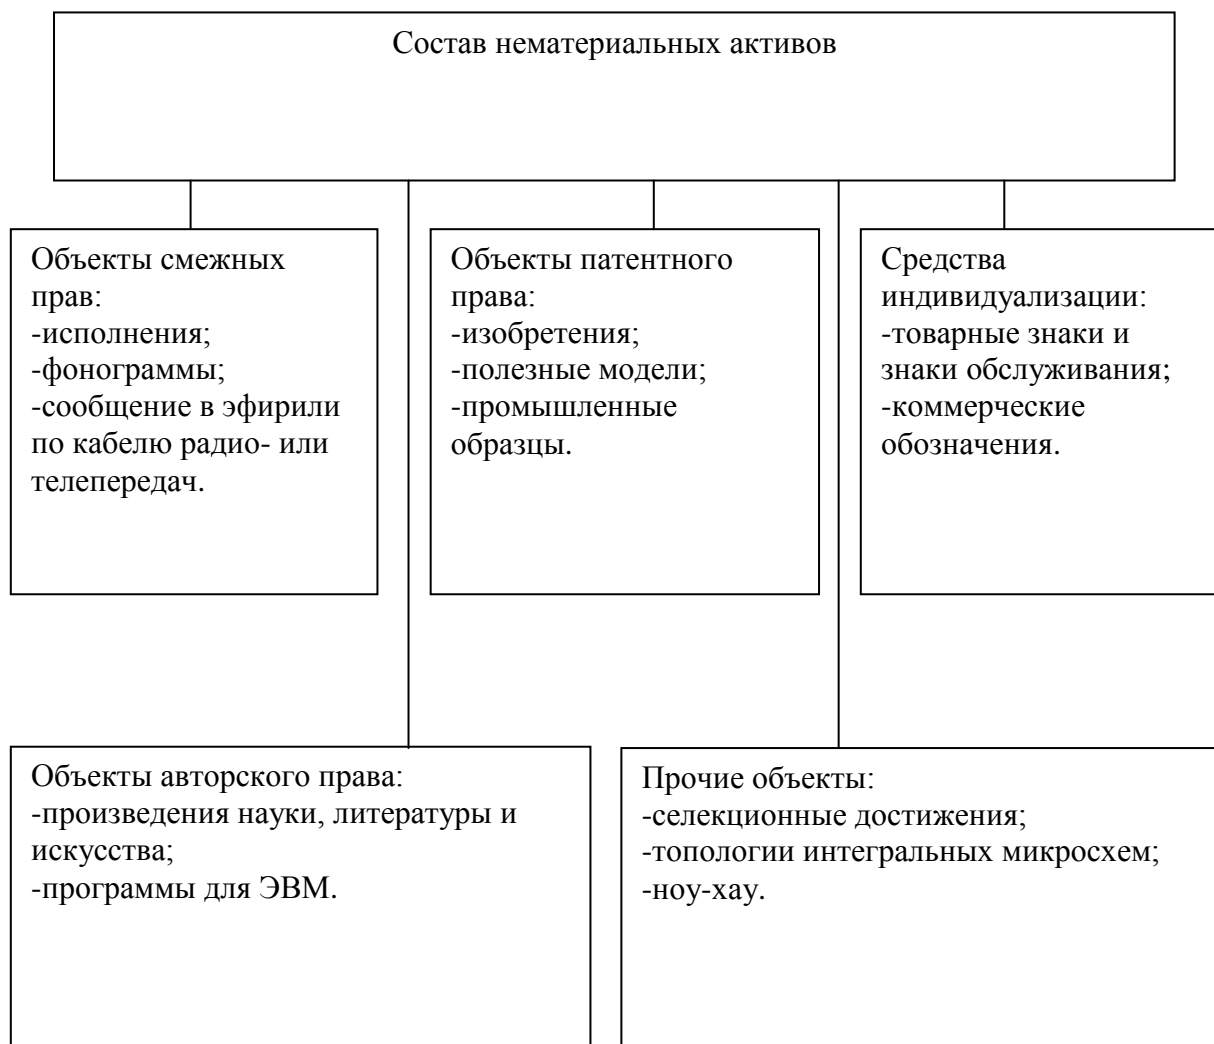 Состав нематериальных активов
Объекты смежных
прав:
-исполнения;
-фонограммы;
-сообщение в эфирили
по кабелю радио- или
телепередач.
Объекты патентного
права:
-изобретения;
-полезные модели;
-промышленные
образцы.
Средства
индивидуализации:
-товарные знаки и
знаки обслуживания;
-коммерческие
обозначения.
Объекты авторского права:
-произведения науки, литературы и
искусства;
-программы для ЭВМ.
Прочие объекты:
-селекционные достижения;
-топологии интегральных микросхем;
-ноу-хау.